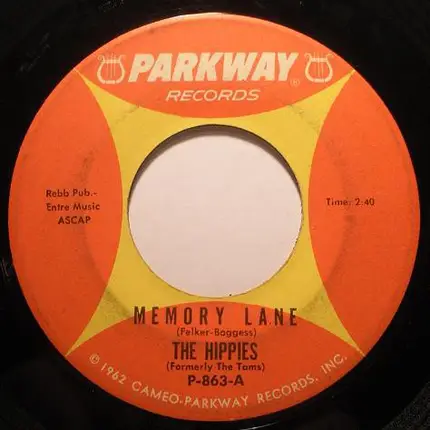 PARKWAY®
RECORDS
Rebb Pub.-
Entre Music
ASCAP
Time: 2:40
MEMORY LANE
(Felker-Baggess)
THE HIPPIES
(Formerly The Tams)
P-863-A
© 1962 CAMEO-PARKWAY RECORDS, INC.